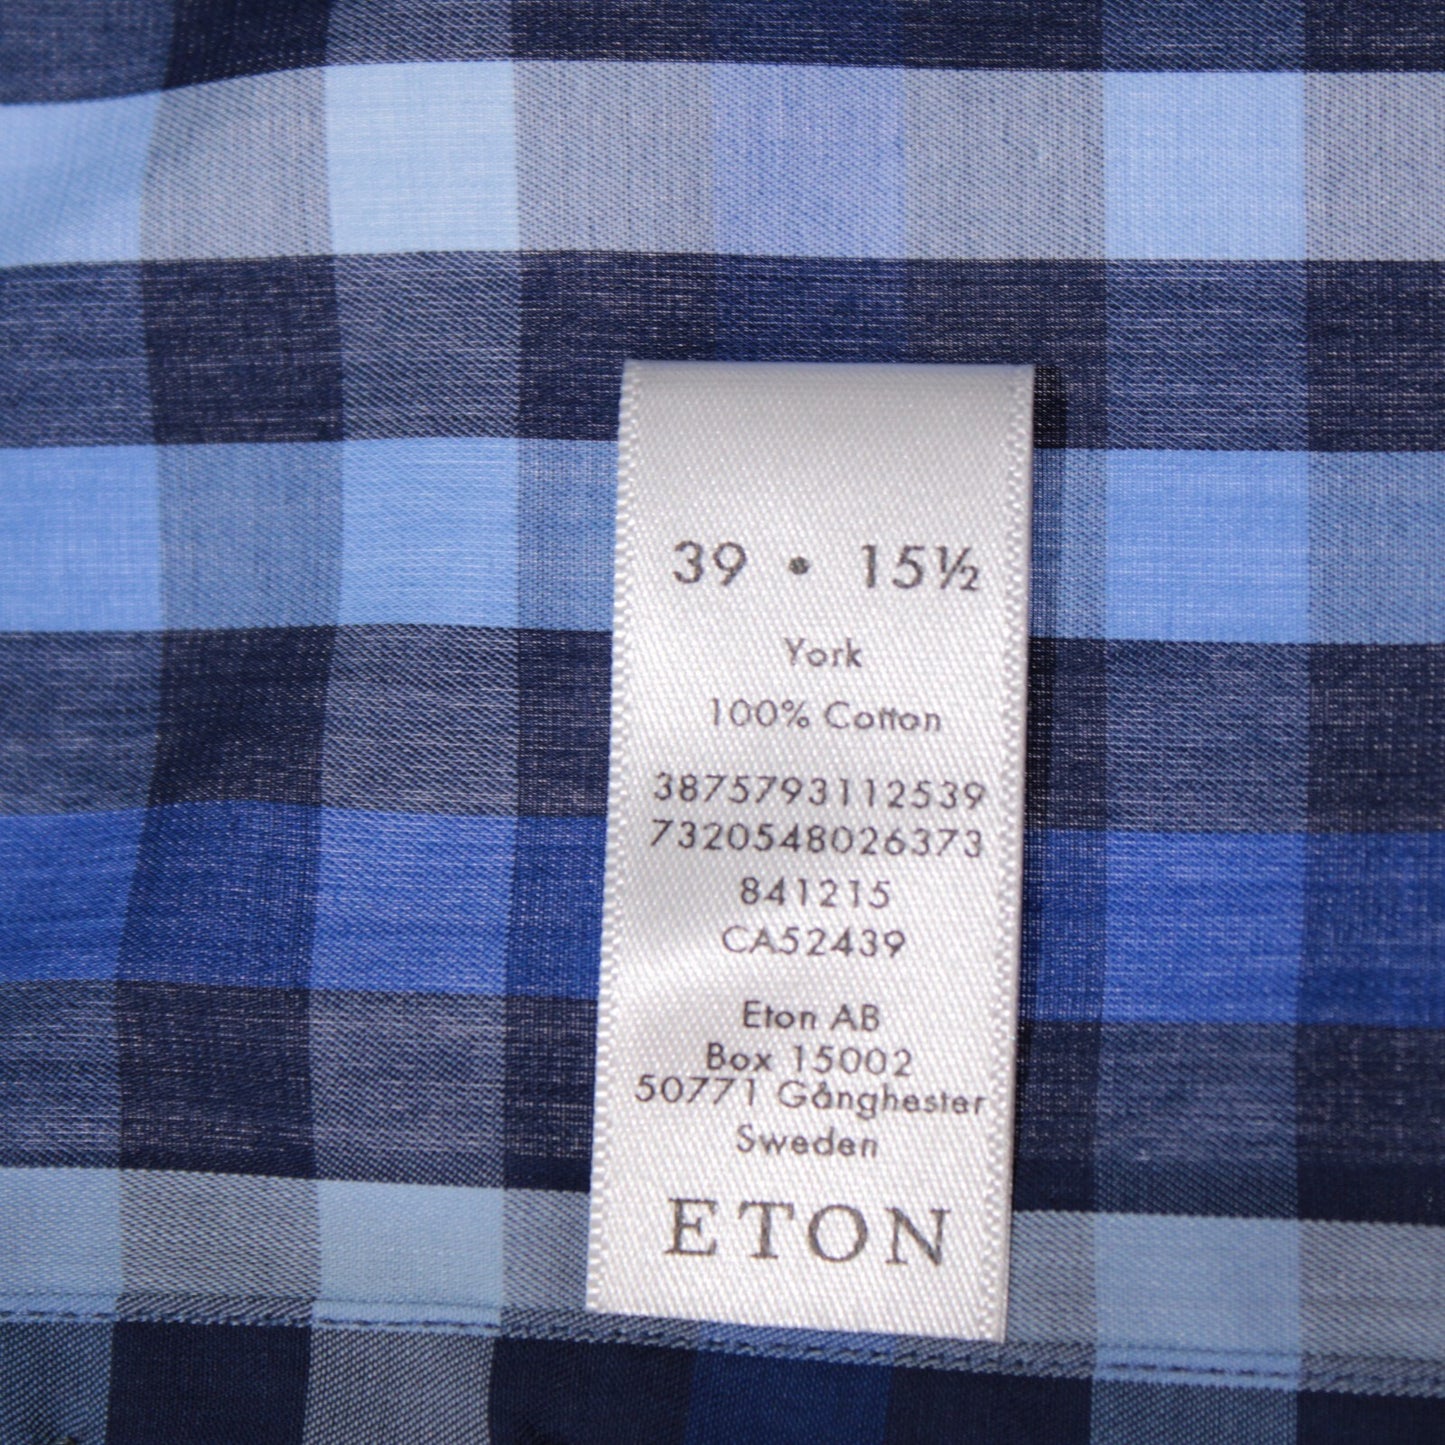 39 • 15½
York
100% Cotton
3875793112539
7320548026373
841215
CA52439
Eton AB
Box 15002
50771 Gånghester
Sweden
ETON